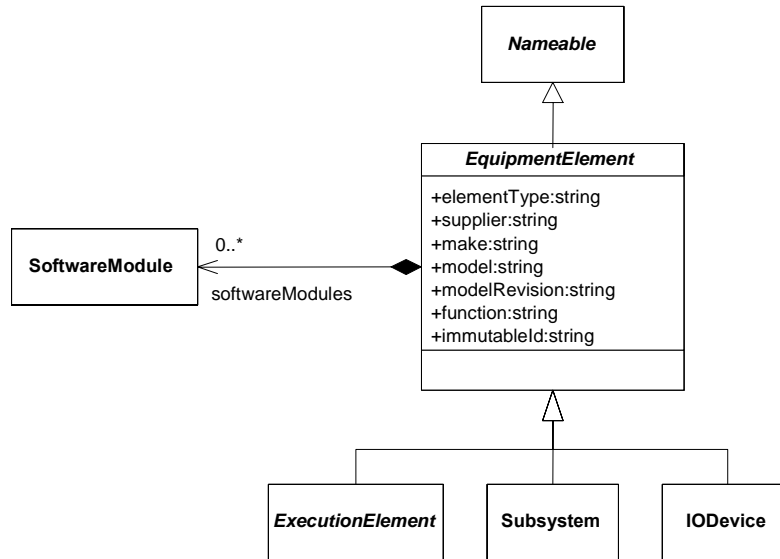 Nameable
EquipmentElement
+elementType:string
+supplier:string
+make:string
+model:string
+modelRevision:string
+function:string
+immutableId:string
0..*
SoftwareModule
softwareModules
ExecutionElement
Subsystem
IODevice